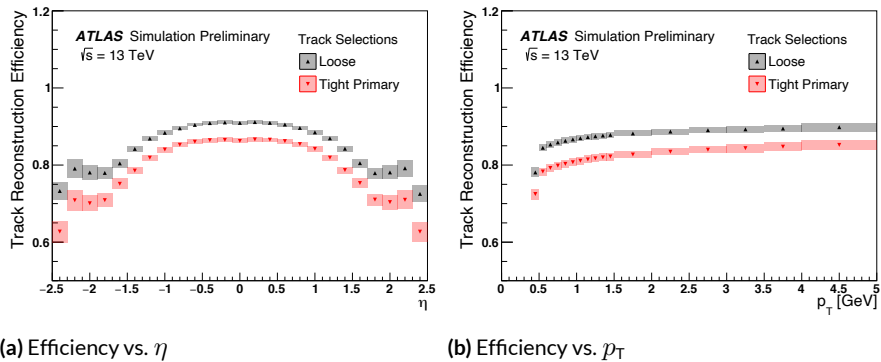 Track Reconstruction Efficiency
1.2
1
0.8
0.6
ATLAS Simulation Preliminary
√s = 13 TeV
Track Selections
Loose
Tight Primary
−2.5 −2 −1.5 −1 −0.5 0 0.5 1 1.5 2 2.5
η
(a) Efficiency vs. η
Track Reconstruction Efficiency
1.2
1
0.8
0.6
ATLAS Simulation Preliminary
√s = 13 TeV
Track Selections
Loose
Tight Primary
0 0.5 1 1.5 2 2.5 3 3.5 4 4.5 5
p_T [GeV]
(b) Efficiency vs. p_T